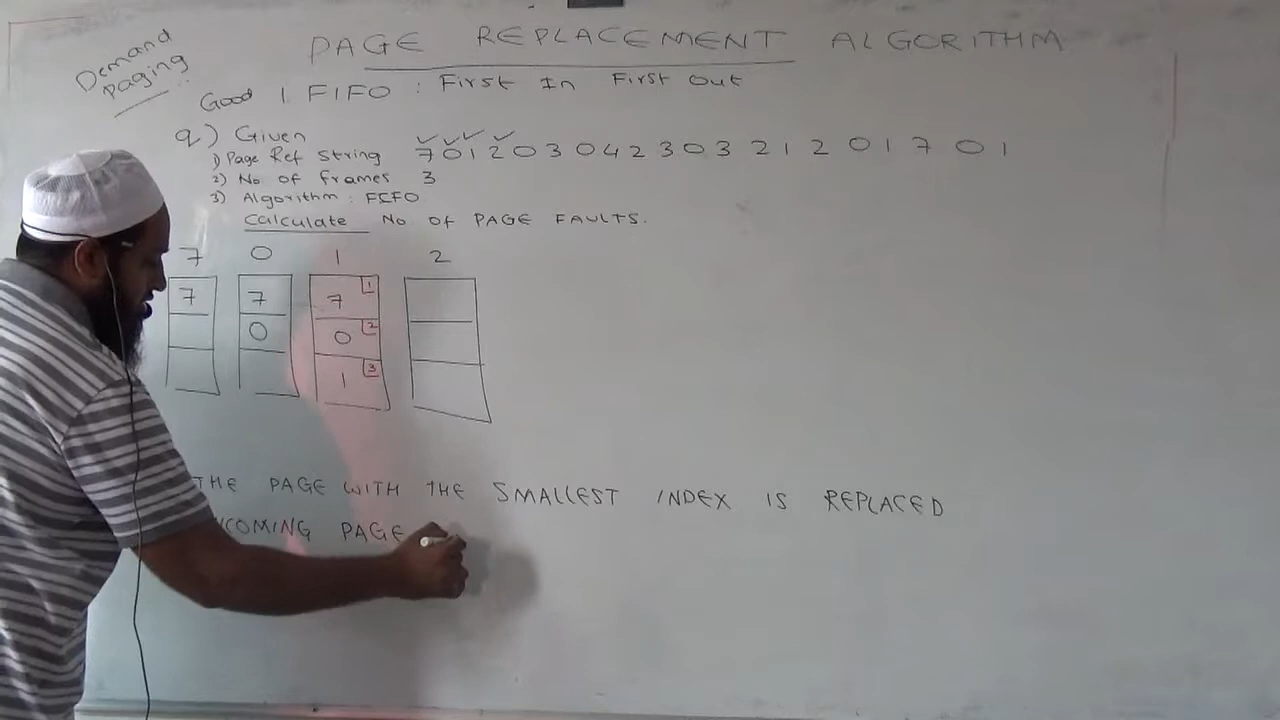 Demand
paging
PAGE REPLACEMENT ALGORITHM
Good 1. FIFO : First In First Out
q) Given
1) Page Ref String 7 0 1 2 0 3 0 4 2 3 0 3 2 1 2 0 1 7 0 1
2) No. of frames 3
3) Algorithm : FIFO
Calculate No of PAGE FAULTS.
7 0 1 2
7 7 7 1
0 0 2
1 3
THE PAGE WITH THE SMALLEST INDEX IS REPLACED
PAGE